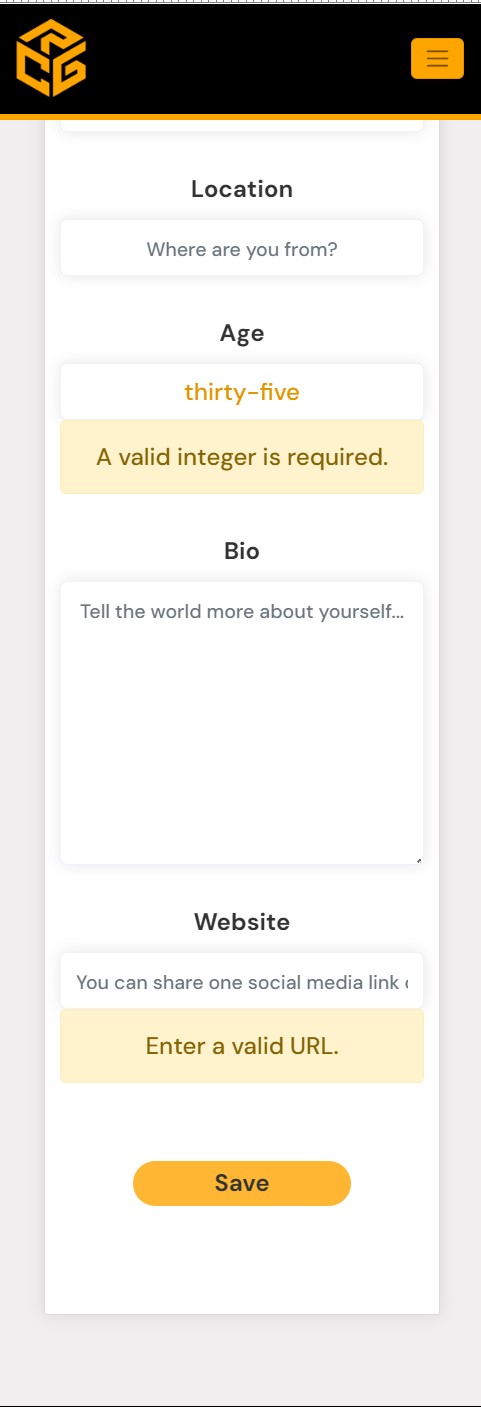 Location
Where are you from?
Age
thirty-five
A valid integer is required.
Bio
Tell the world more about yourself...
Website
You can share one social media link
Enter a valid URL.
Save